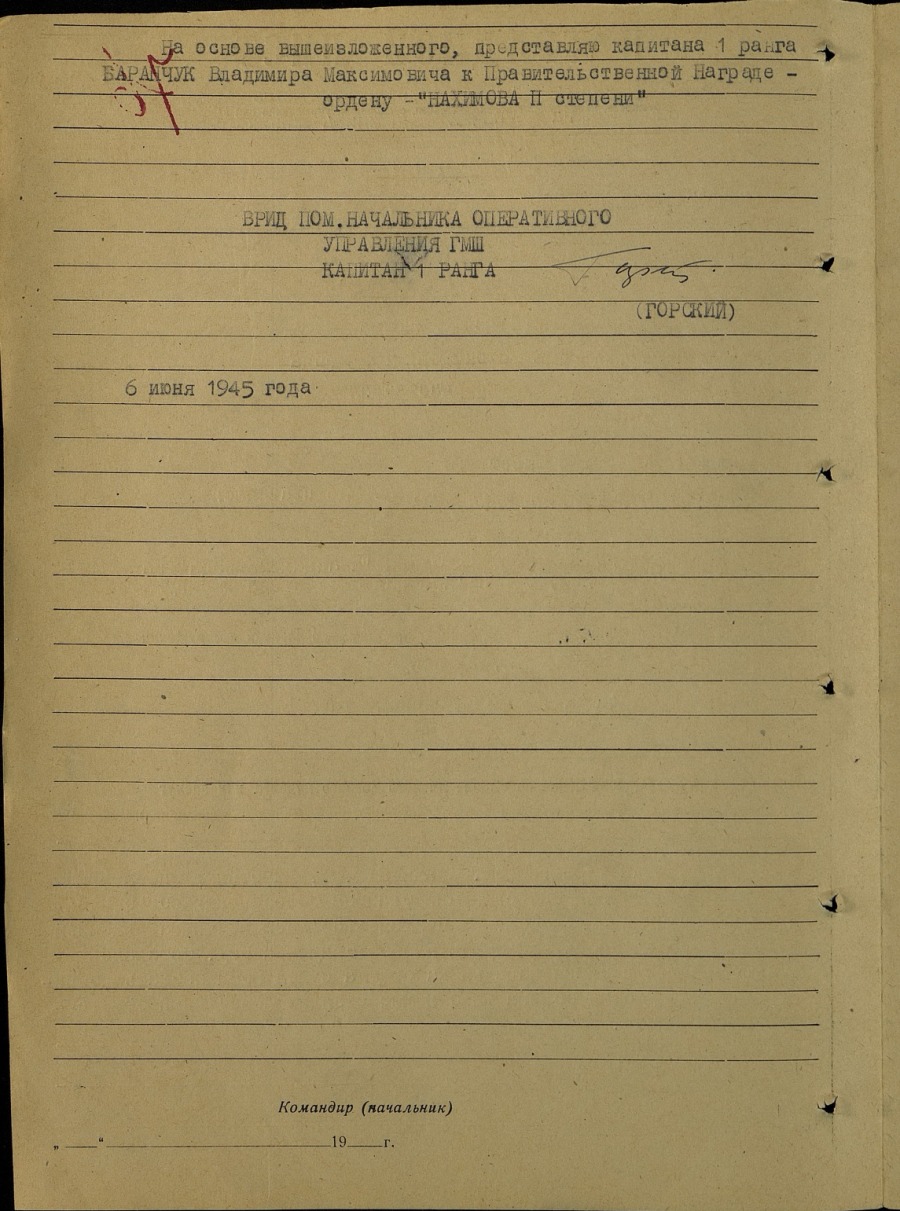 На основе вышеизложенного, представляю капитана 1 ранга
БАРАНЧУК Владимира Максимовича к Правительственной Награде -
ордену -"НАХИМОВА П степени"
ВРИД ПОМ.НАЧАЛЬНИКА ОПЕРАТИВНОГО
УПРАВЛЕНИЯ ГМШ
КАПИТАН 1 РАНГА
(ГОРСКИЙ)
6 июня 1945 года
Командир (начальник)
„ “ 19 г.